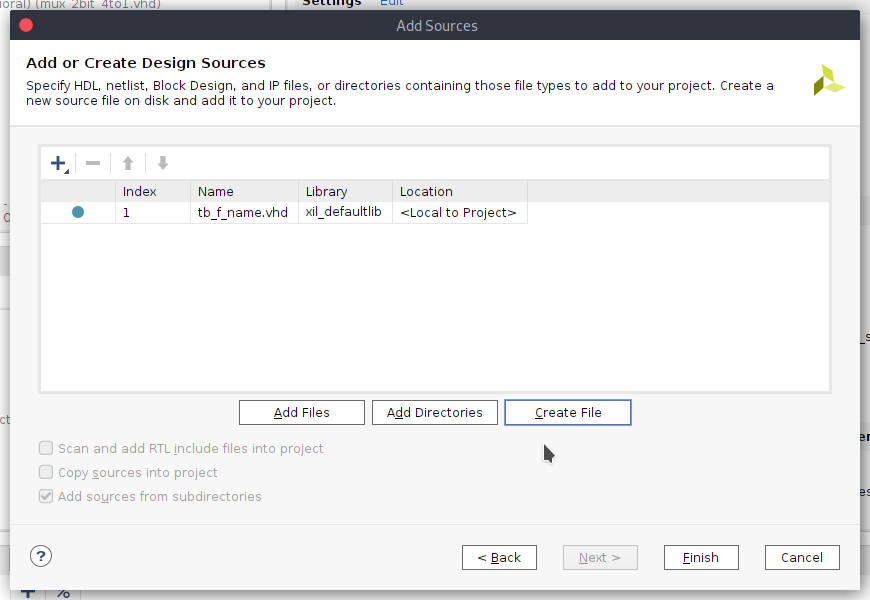 ioral) (mux_2bit_4to1.vhd)
Settings Edit
Add Sources
Add or Create Design Sources
Specify HDL, netlist, Block Design, and IP files, or directories containing those file types to add to your project. Create a
new source file on disk and add it to your project.
Index Name Library Location
1 tb_f_name.vhd xil_defaultlib <Local to Project>
Add Files Add Directories Create File
Scan and add RTL include files into project
Copy sources into project
Add sources from subdirectories
? < Back Next > Finish Cancel